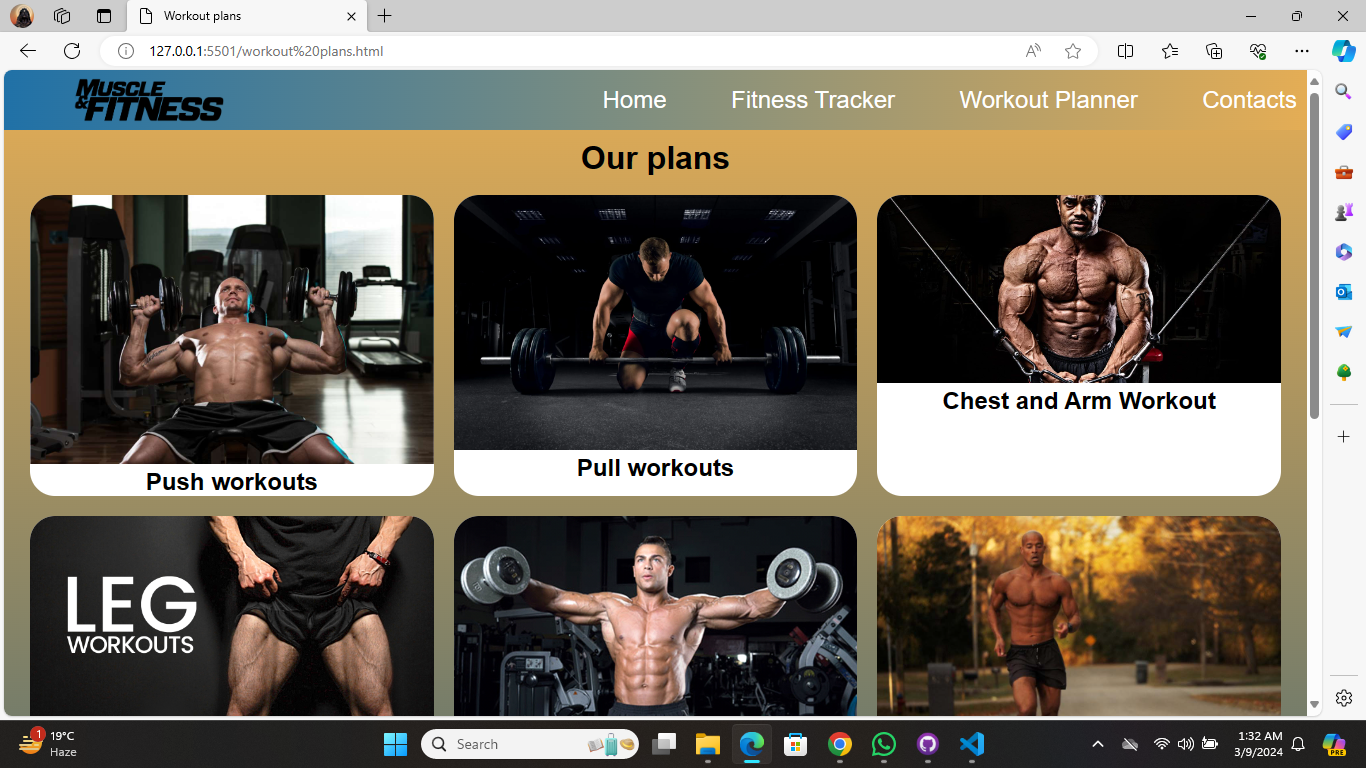 Workout plans
127.0.0.1:5501/workout%20plans.html
MUSCLE
&FITNESS
Home Fitness Tracker Workout Planner Contacts
Our plans
Push workouts
Pull workouts
Chest and Arm Workout
LEG
WORKOUTS
1
19°C
Haze
Search
1:32 AM
3/9/2024
PRE